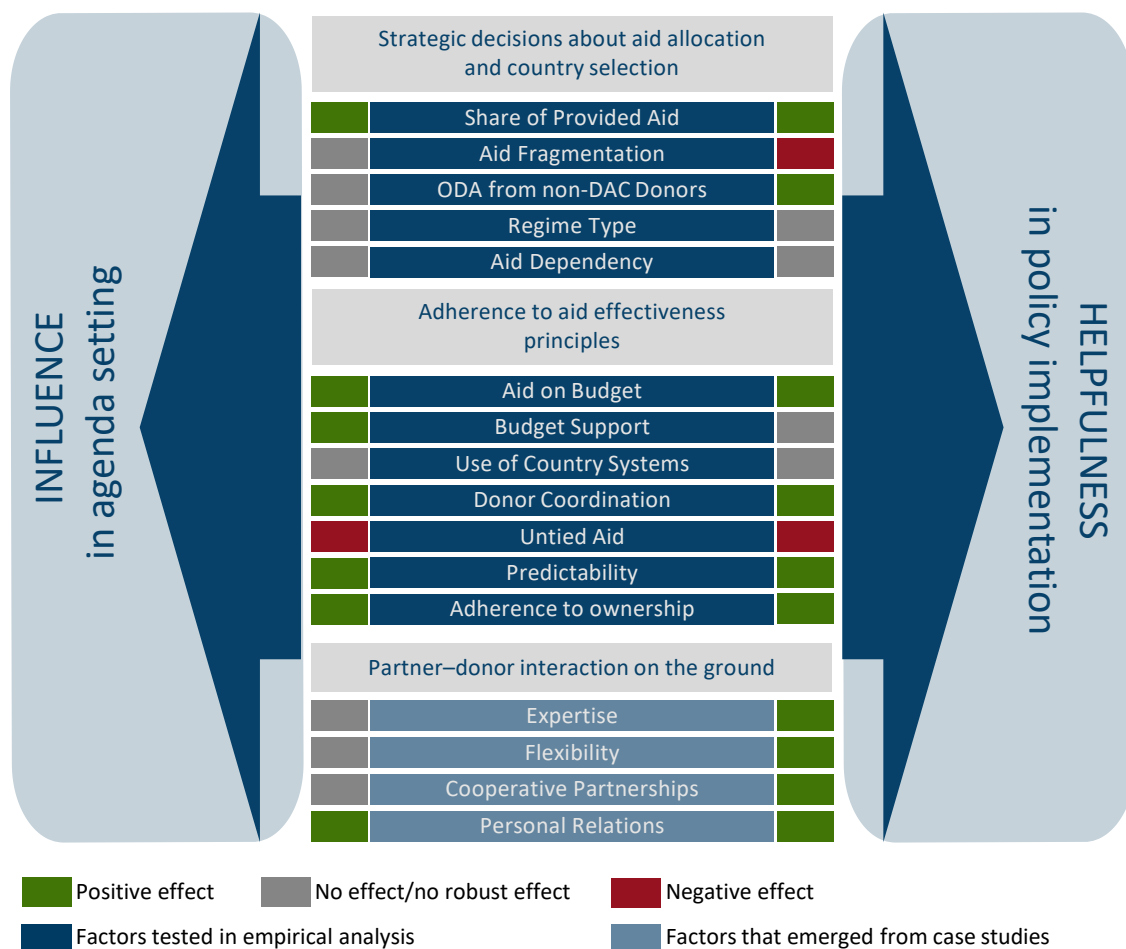 Strategic decisions about aid allocation
and country selection
Share of Provided Aid
Aid Fragmentation
ODA from non-DAC Donors
Regime Type
Aid Dependency
Adherence to aid effectiveness
principles
Aid on Budget
Budget Support
Use of Country Systems
Donor Coordination
Untied Aid
Predictability
Adherence to ownership
Partner–donor interaction on the ground
Expertise
Flexibility
Cooperative Partnerships
Personal Relations
INFLUENCE
in agenda setting
HELPFULNESS
in policy implementation
Positive effect
No effect/no robust effect
Negative effect
Factors tested in empirical analysis
Factors that emerged from case studies